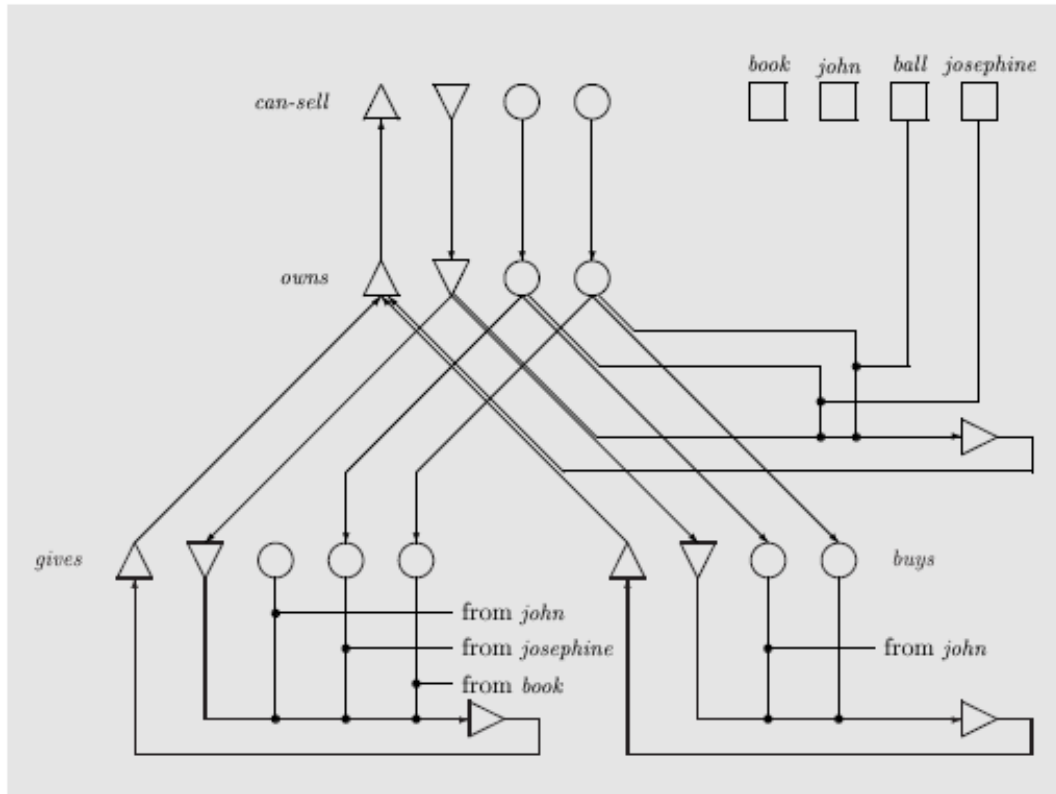 book john ball josephine
can-sell
owns
gives
buys
from john
from josephine
from john
from book